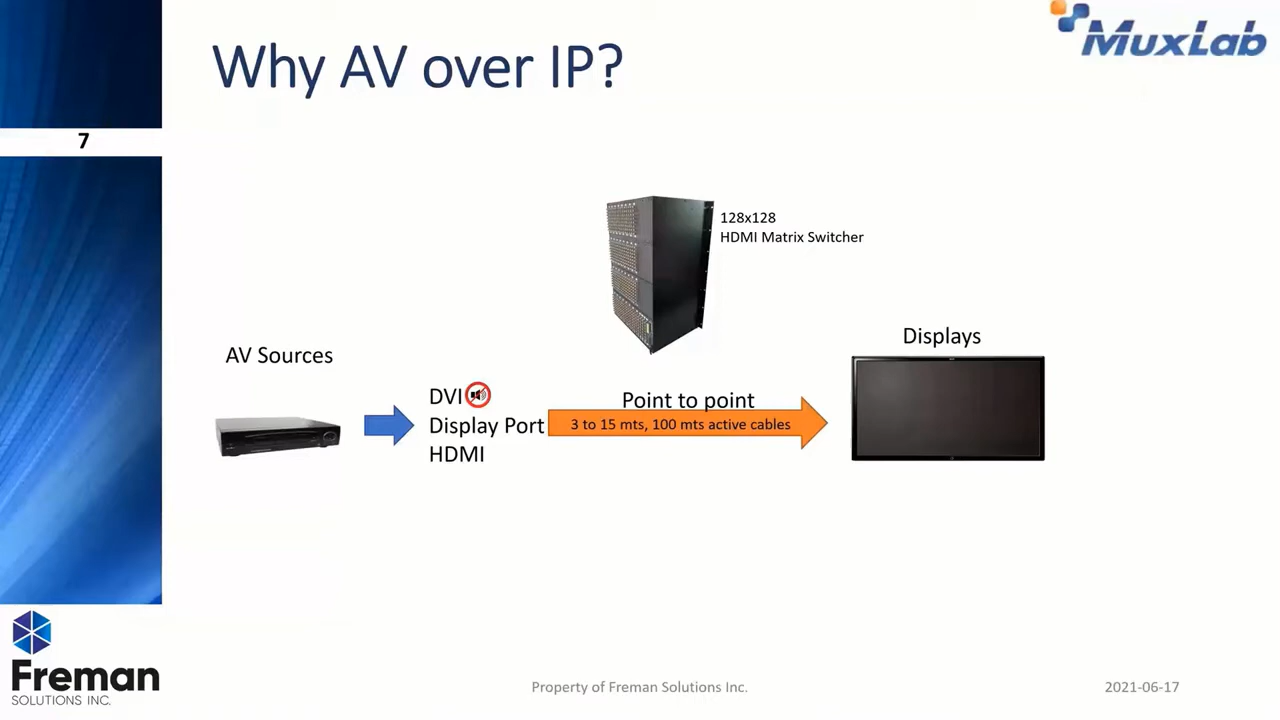 Why AV over IP?
MuxLab
7
128x128
HDMI Matrix Switcher
AV Sources
Displays
DVI
Display Port
HDMI
Point to point
3 to 15 mts, 100 mts active cables
Freman
SOLUTIONS INC.
Property of Freman Solutions Inc.
2021-06-17